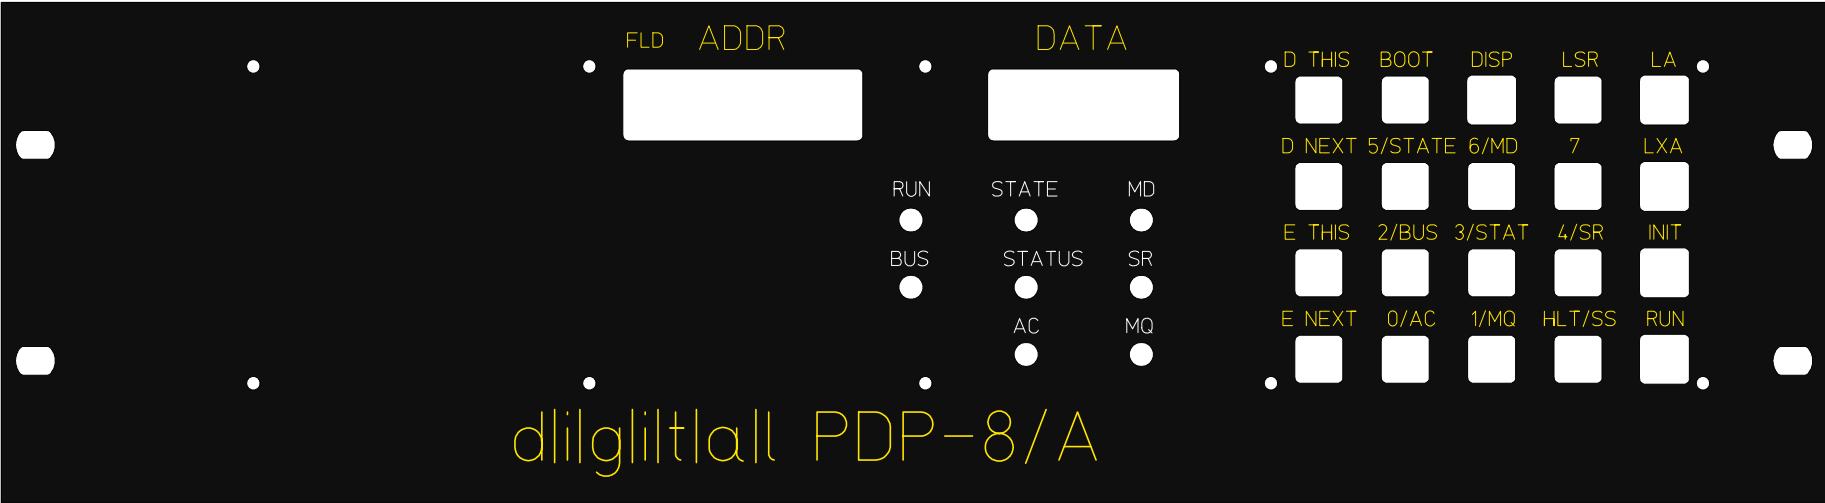 FLD ADDR DATA
D THIS BOOT DISP LSR LA
D NEXT 5/STATE 6/MD 7 LXA
RUN STATE MD
E THIS 2/BUS 3/STAT 4/SR INIT
BUS STATUS SR
E NEXT 0/AC 1/MQ HLT/SS RUN
AC MQ
d|i|g|i|t|a|l PDP-8/A